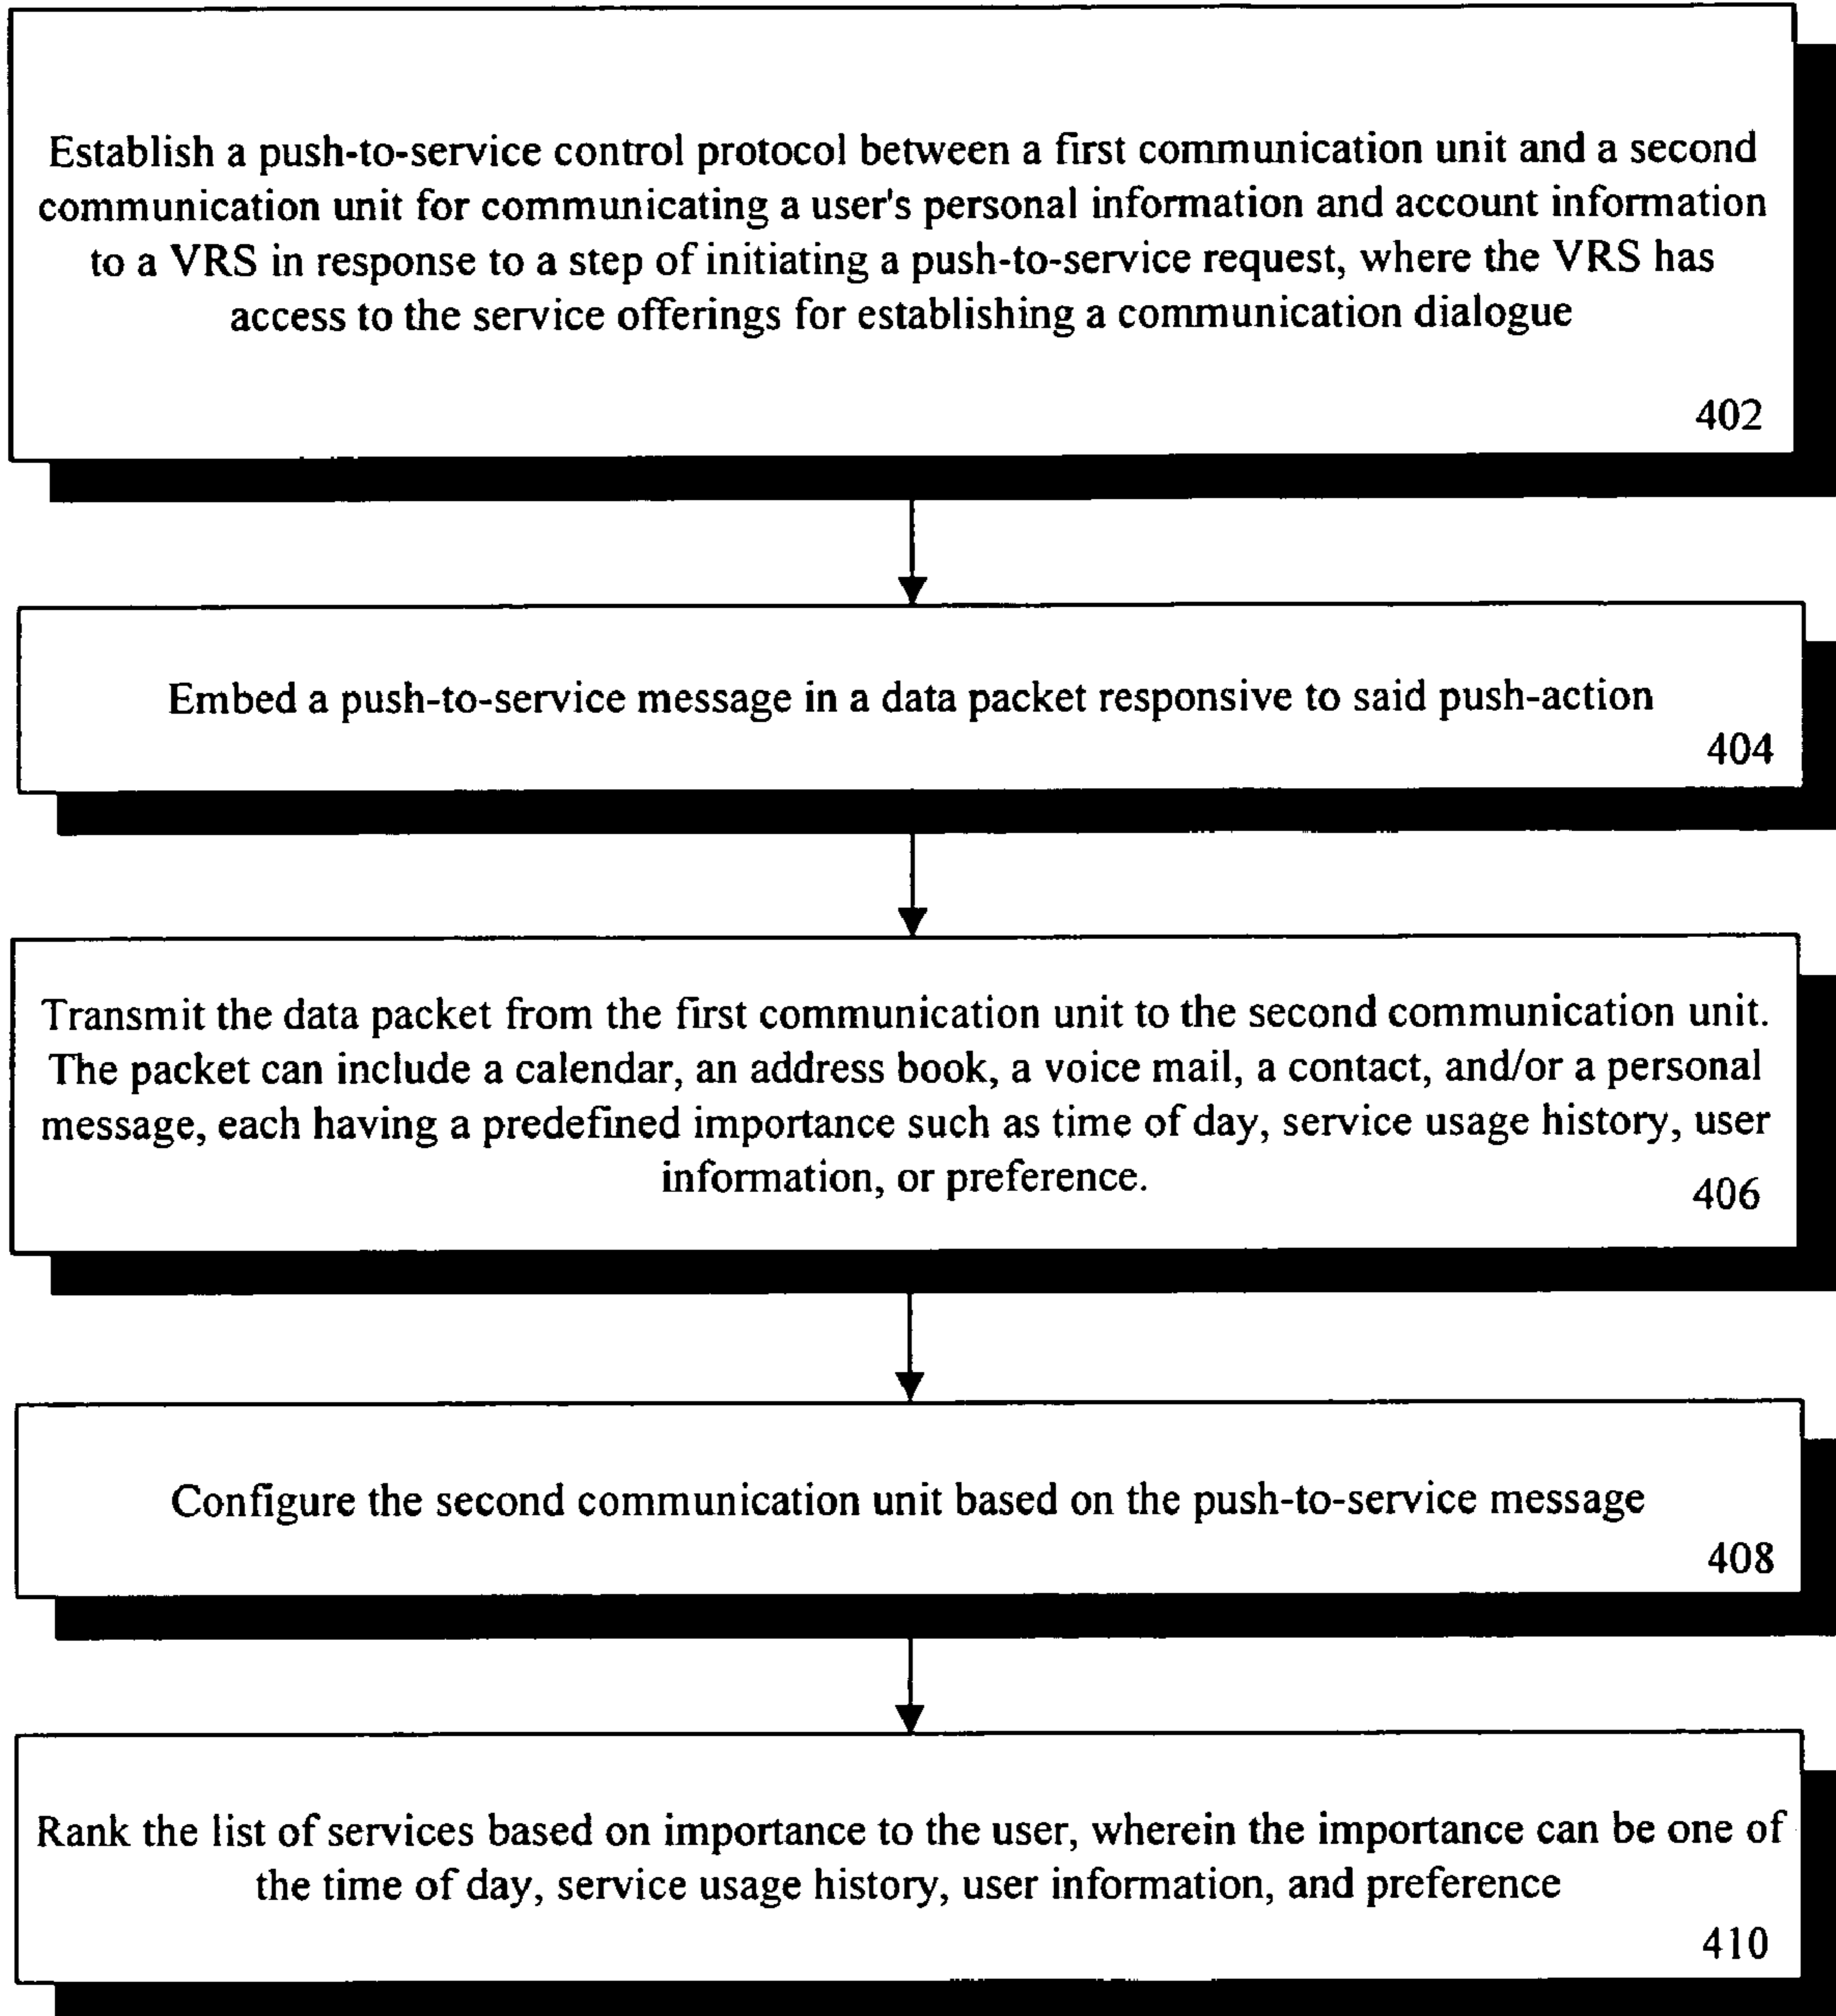 Establish a push-to-service control protocol between a first communication unit and a second
communication unit for communicating a user's personal information and account information
to a VRS in response to a step of initiating a push-to-service request, where the VRS has
access to the service offerings for establishing a communication dialogue
402
Embed a push-to-service message in a data packet responsive to said push-action
404
Transmit the data packet from the first communication unit to the second communication unit.
The packet can include a calendar, an address book, a voice mail, a contact, and/or a personal
message, each having a predefined importance such as time of day, service usage history, user
information, or preference.
406
Configure the second communication unit based on the push-to-service message
408
Rank the list of services based on importance to the user, wherein the importance can be one of
the time of day, service usage history, user information, and preference
410